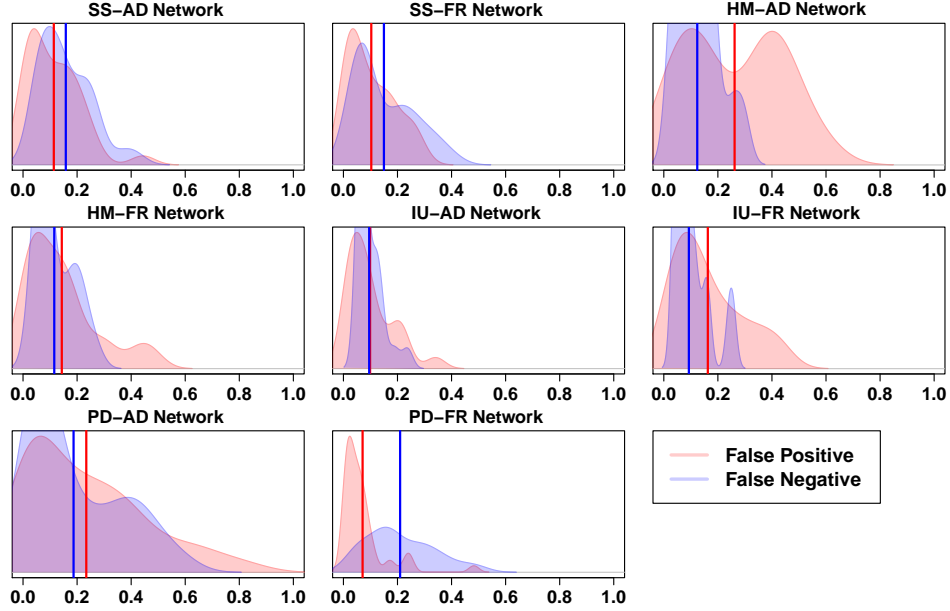 SS−AD Network
SS−FR Network
HM−AD Network
0.0 0.2 0.4 0.6 0.8 1.0
0.0 0.2 0.4 0.6 0.8 1.0
0.0 0.2 0.4 0.6 0.8 1.0
HM−FR Network
IU−AD Network
IU−FR Network
0.0 0.2 0.4 0.6 0.8 1.0
0.0 0.2 0.4 0.6 0.8 1.0
0.0 0.2 0.4 0.6 0.8 1.0
PD−AD Network
PD−FR Network
False Positive
False Negative
0.0 0.2 0.4 0.6 0.8 1.0
0.0 0.2 0.4 0.6 0.8 1.0